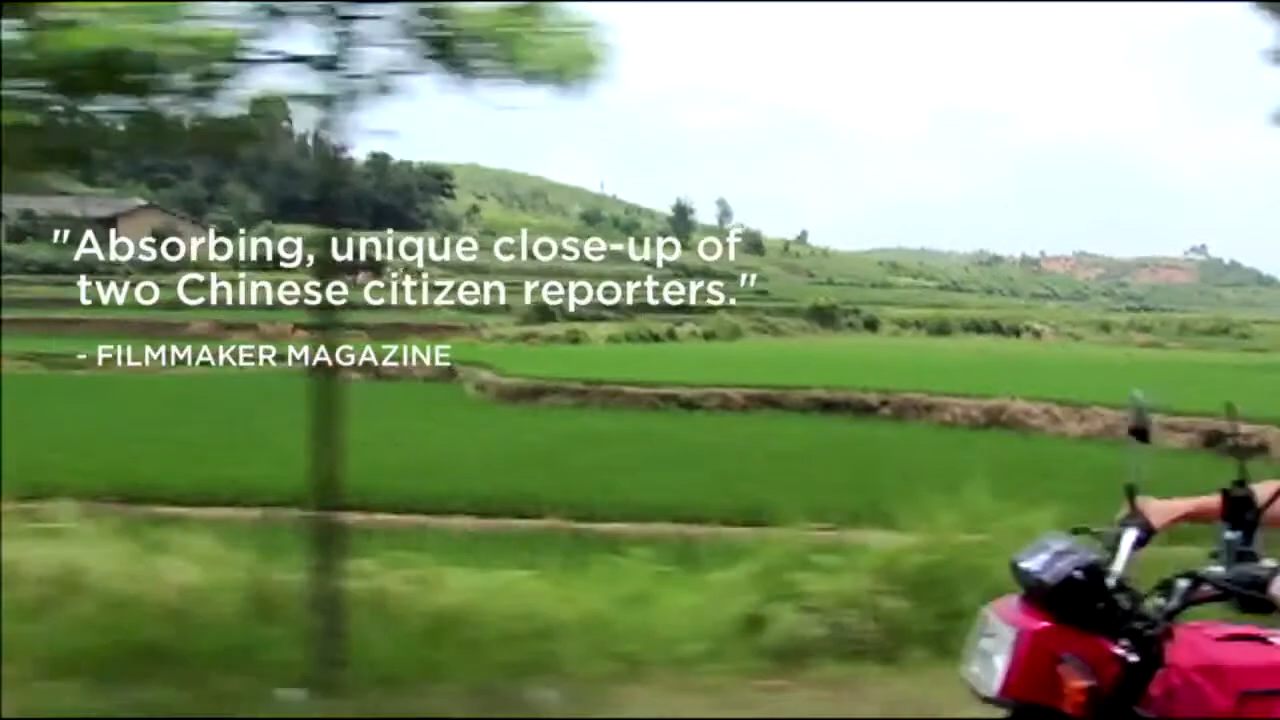 "Absorbing, unique close-up of
two Chinese citizen reporters."
- FILMMAKER MAGAZINE